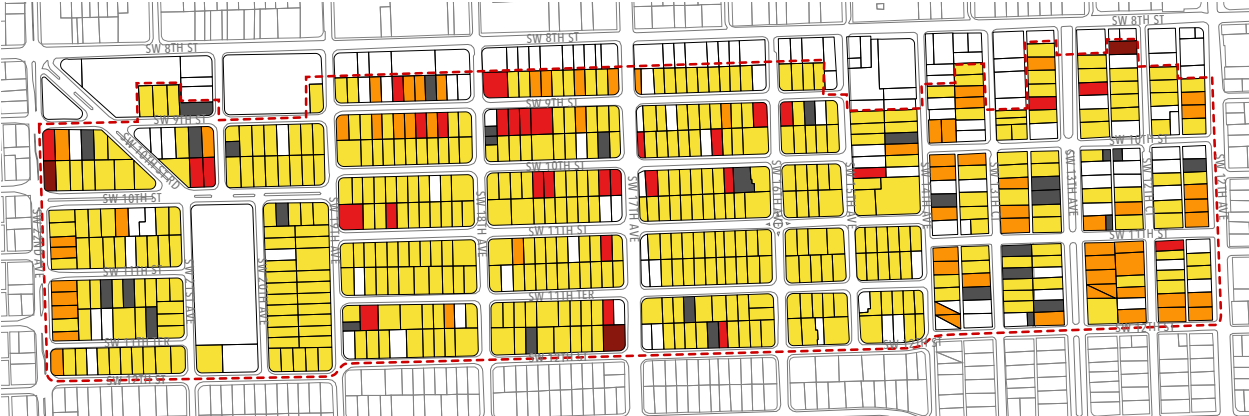 SW 8TH ST
SW 8TH ST
SW 8TH ST
SW 9TH ST
SW 9TH ST
SW 10TH ST
SW 10TH ST
SW 10TH ST
SW 11TH ST
SW 11TH ST
SW 11TH ST
SW 11TH TER
SW 11TH TER
SW 12TH ST
SW 12TH ST
SW 12TH ST
SW 12TH ST
SW 22ND AVE
SW 21ST AVE
SW 20TH AVE
SW 19TH AVE
SW 18TH AVE
SW 17TH AVE
SW 16TH AVE
SW 14TH AVE
SW 13TH AVE
SW 12TH AVE